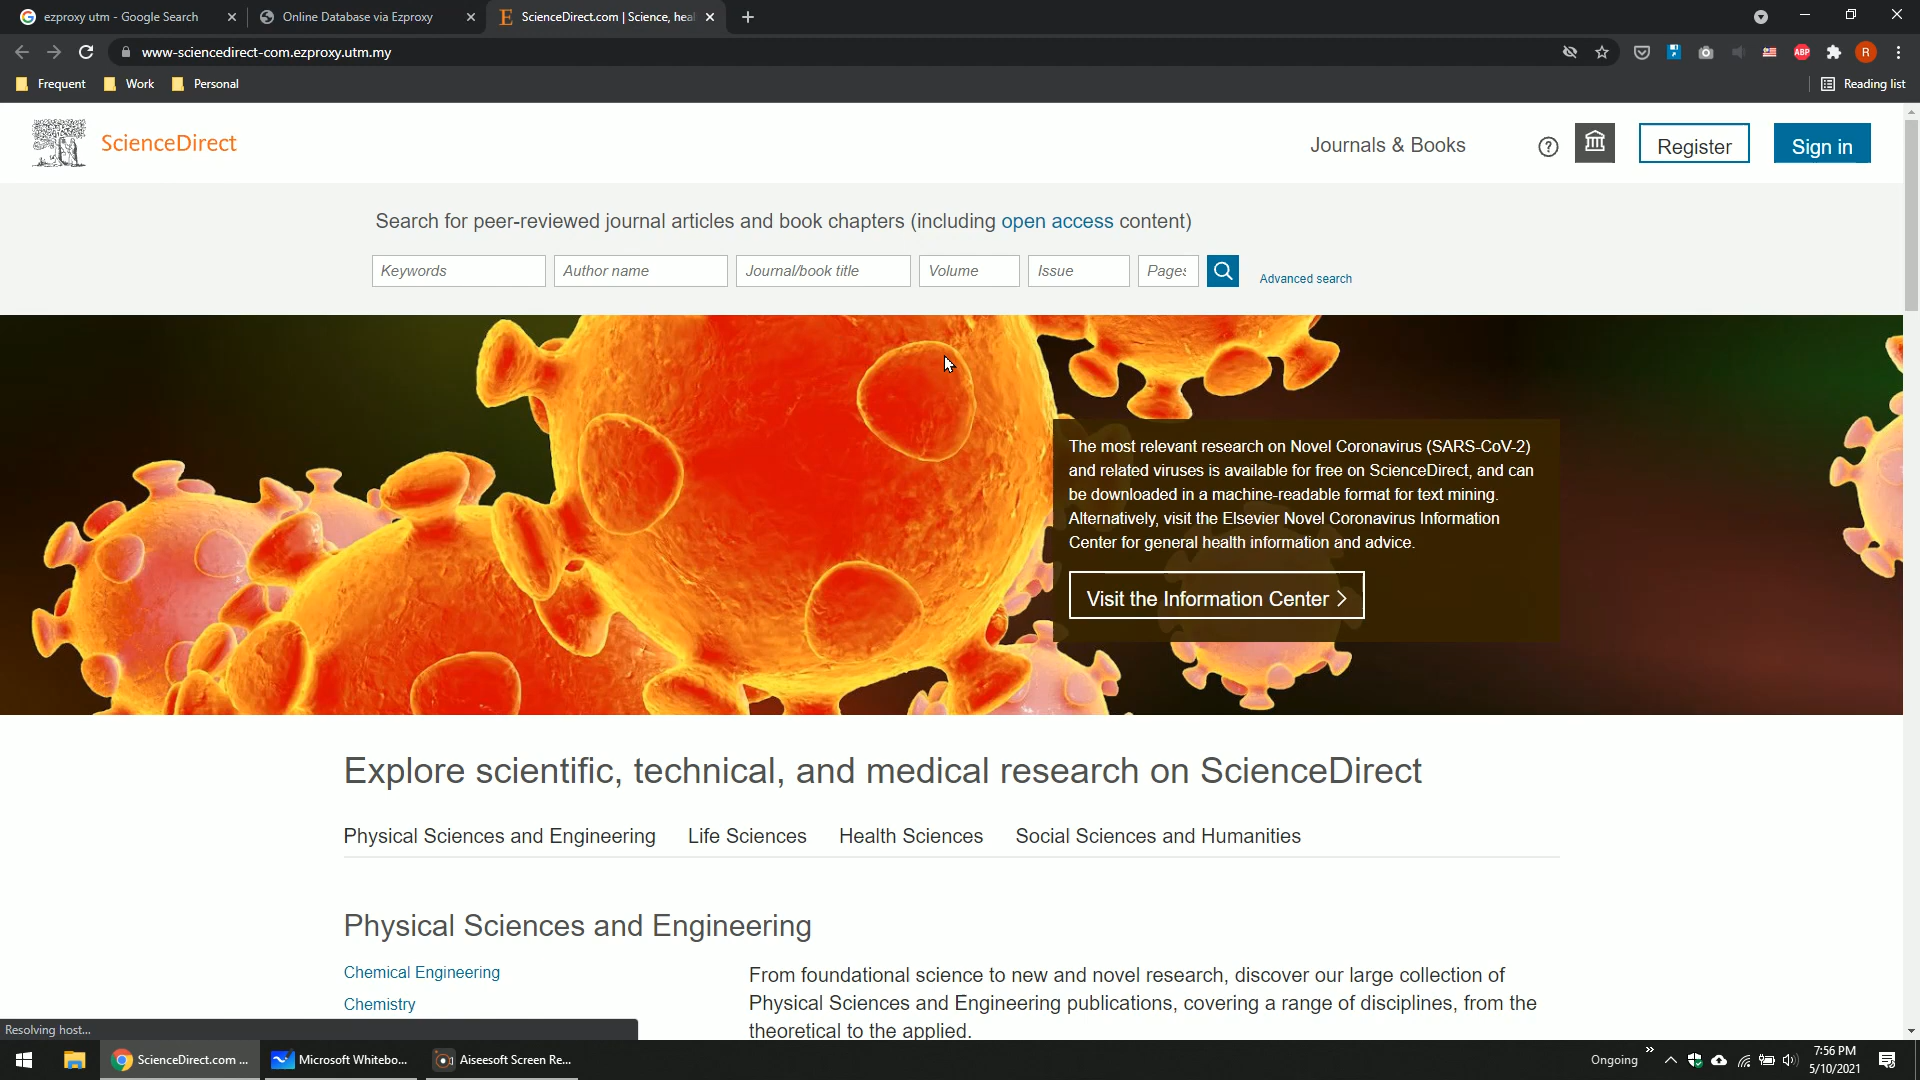 ezproxy utm - Google Search
Online Database via Ezproxy
ScienceDirect.com | Science, heal
www-sciencedirect-com.ezproxy.utm.my
ABP
R
Frequent
Work
Personal
Reading list
ScienceDirect
Journals & Books
?
Register
Sign in
Search for peer-reviewed journal articles and book chapters (including open access content)
Keywords
Author name
Journal/book title
Volume
Issue
Pages
Advanced search
The most relevant research on Novel Coronavirus (SARS-CoV-2)
and related viruses is available for free on ScienceDirect, and can
be downloaded in a machine-readable format for text mining.
Alternatively, visit the Elsevier Novel Coronavirus Information
Center for general health information and advice.
Visit the Information Center >
Explore scientific, technical, and medical research on ScienceDirect
Physical Sciences and Engineering
Life Sciences
Health Sciences
Social Sciences and Humanities
Physical Sciences and Engineering
Chemical Engineering
Chemistry
From foundational science to new and novel research, discover our large collection of
Physical Sciences and Engineering publications, covering a range of disciplines, from the
theoretical to the applied.
Resolving host...
ScienceDirect.com ...
Microsoft Whitebo...
Aiseesoft Screen Re...
Ongoing
7:56 PM
5/10/2021